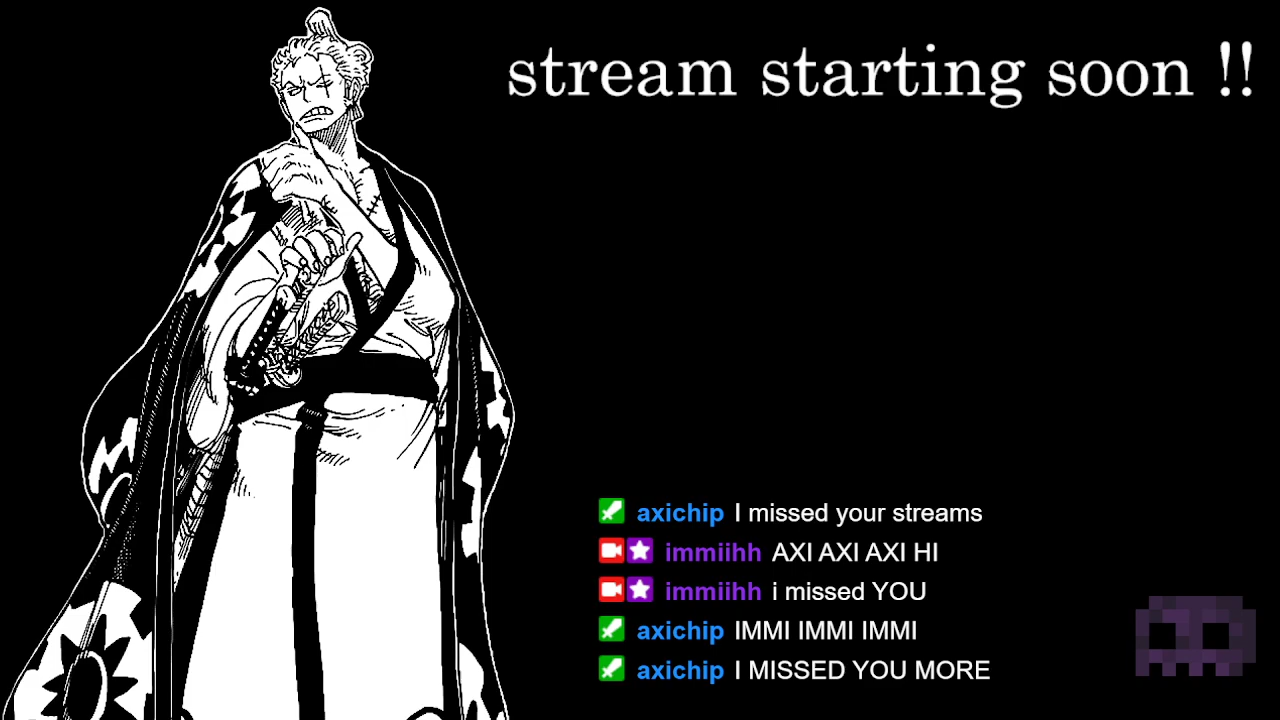 stream starting soon !!
axichip I missed your streams
immiihh AXI AXI AXI HI
immiihh i missed YOU
axichip IMMI IMMI IMMI
axichip I MISSED YOU MORE